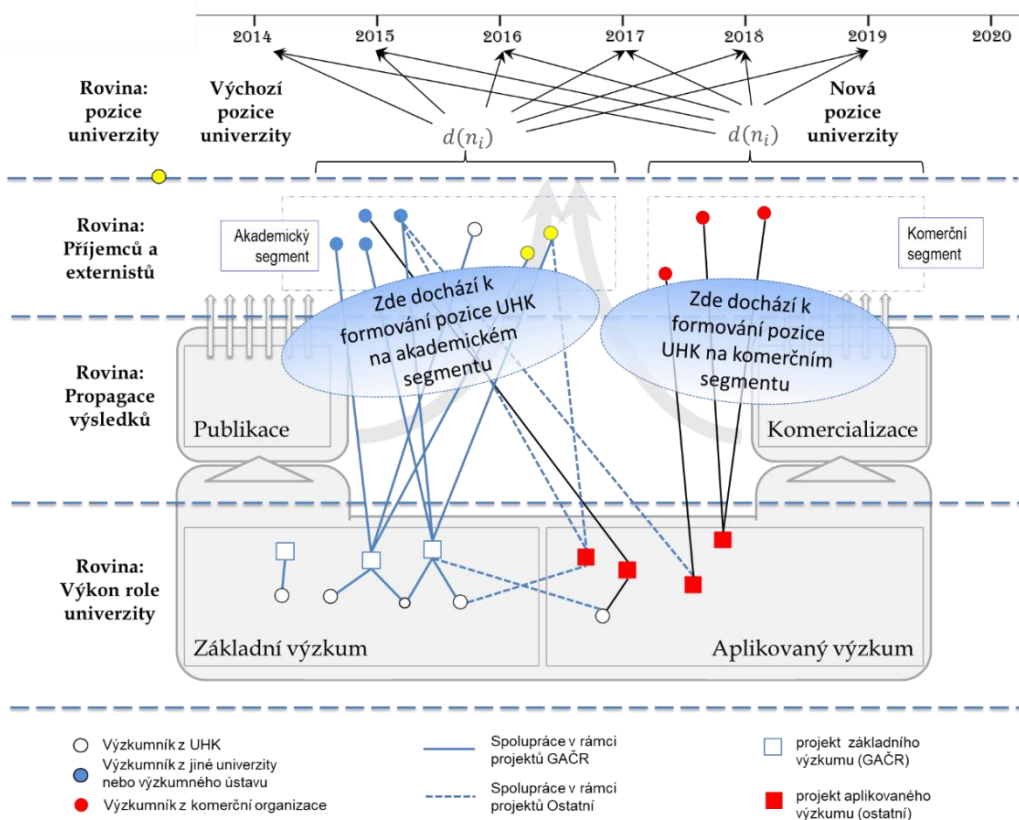 2014 2015 2016 2017 2018 2019 2020
Rovina:
pozice
univerzity
Výchozí
pozice
univerzity
d(nᵢ)
d(nᵢ)
Nová
pozice
univerzity
Rovina:
Příjemců a
externistů
Akademický
segment
Komerční
segment
Zde dochází k
formování pozice UHK
na akademickém
segmentu
Zde dochází k
formování pozice
UHK na komerčním
segmentu
Rovina:
Propagace
výsledků
Publikace
Komercializace
Rovina:
Výkon role
univerzity
Základní výzkum
Aplikovaný výzkum
Výzkumník z UHK
Výzkumník z jiné univerzity
nebo výzkumného ústavu
Výzkumník z komerční organizace
Spolupráce v rámci
projektů GAČR
Spolupráce v rámci
projektů Ostatní
projekt základního
výzkumu (GAČR)
projekt aplikovaného
výzkumu (ostatní)